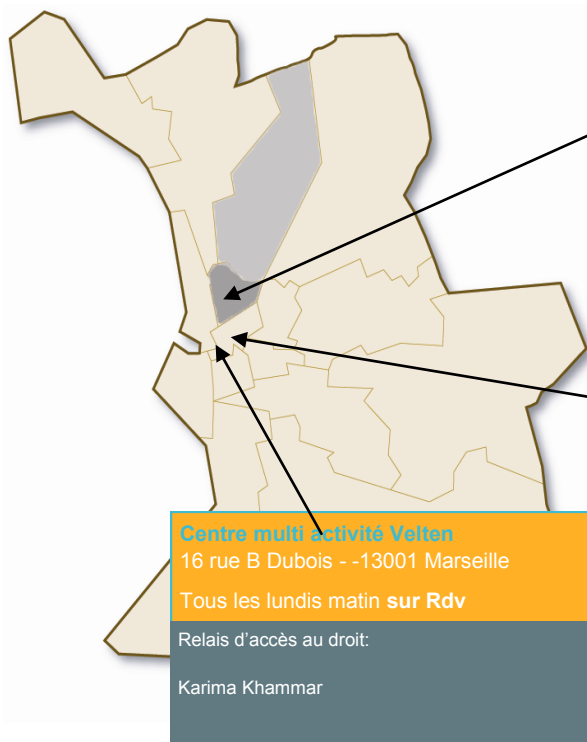 Centre multi activité Velten
16 rue B Dubois - -13001 Marseille
Tous les lundis matin sur Rdv
Relais d’accès au droit:
Karima Khammar